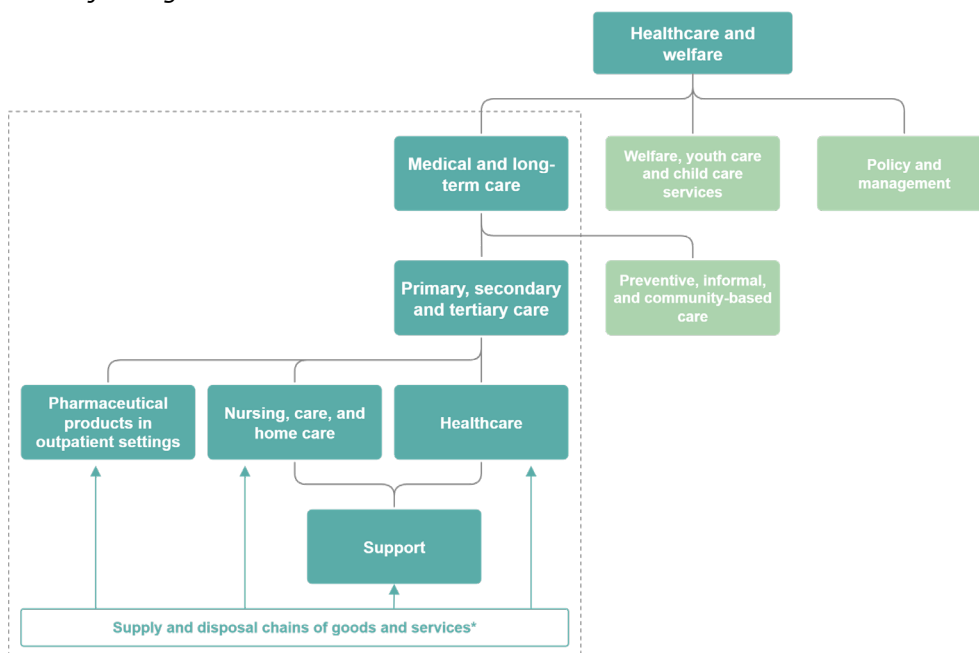 Healthcare and
welfare
Medical and long-
term care
Welfare, youth care
and child care
services
Policy and
management
Primary, secondary
and tertiary care
Preventive, informal,
and community-based
care
Pharmaceutical
products in
outpatient settings
Nursing, care, and
home care
Healthcare
Support
Supply and disposal chains of goods and services*